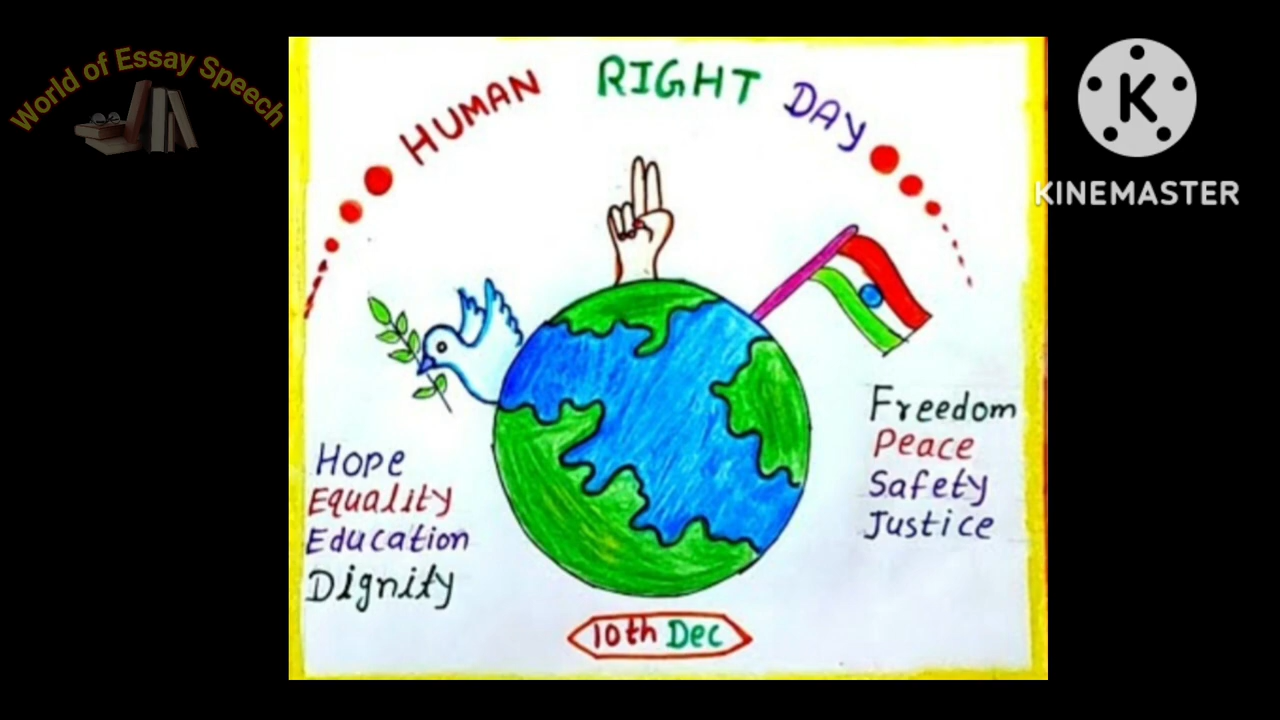 World of Essay Speech
HUMAN RIGHT DAY
K
KINEMASTER
Hope
Equality
Education
Dignity
Freedom
Peace
Safety
Justice
10th Dec